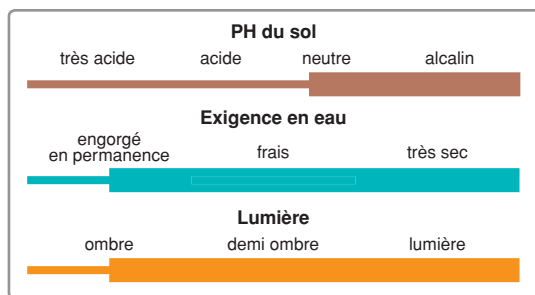 PH du sol
très acide acide neutre alcalin
Exigence en eau
engorgé
en permanence frais très sec
Lumière
ombre demi ombre lumière